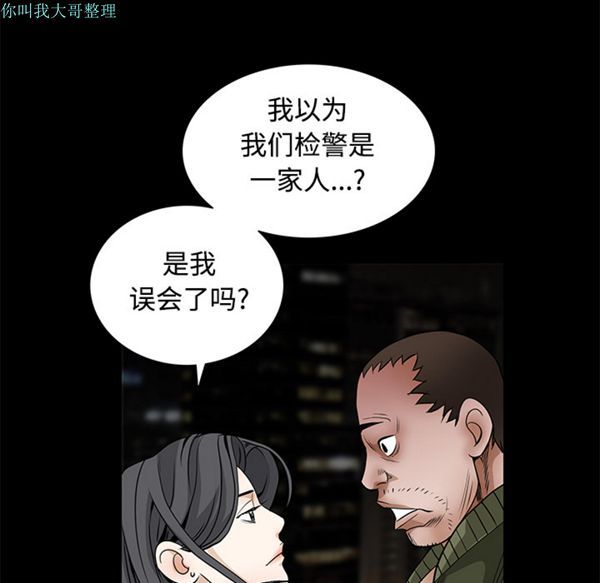 你叫我大哥整理
我以为
我们检警是
一家人...?
是我
误会了吗?